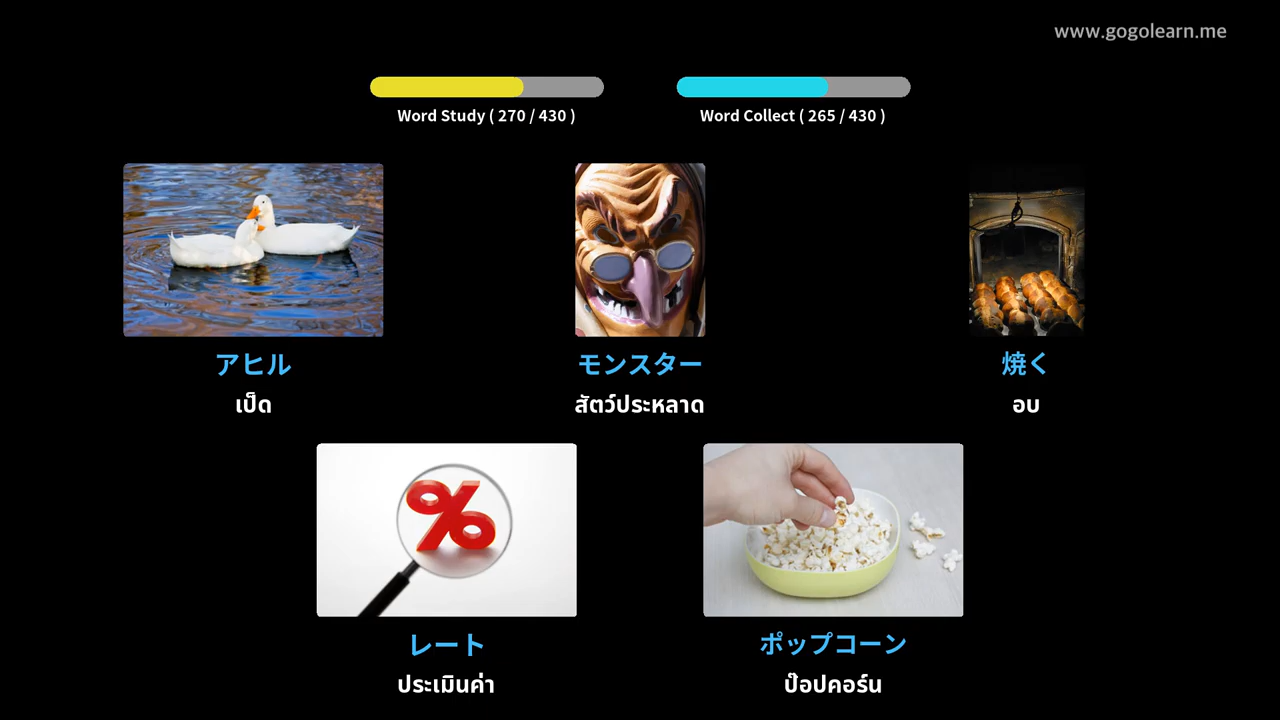 www.gogolearn.me
Word Study ( 270 / 430 )
Word Collect ( 265 / 430 )
アヒル
モンスター
焼く
เป็ด
สัตว์ประหลาด
อบ
%
レート
ポップコーン
ประเมินค่า
ป๊อปคอร์น